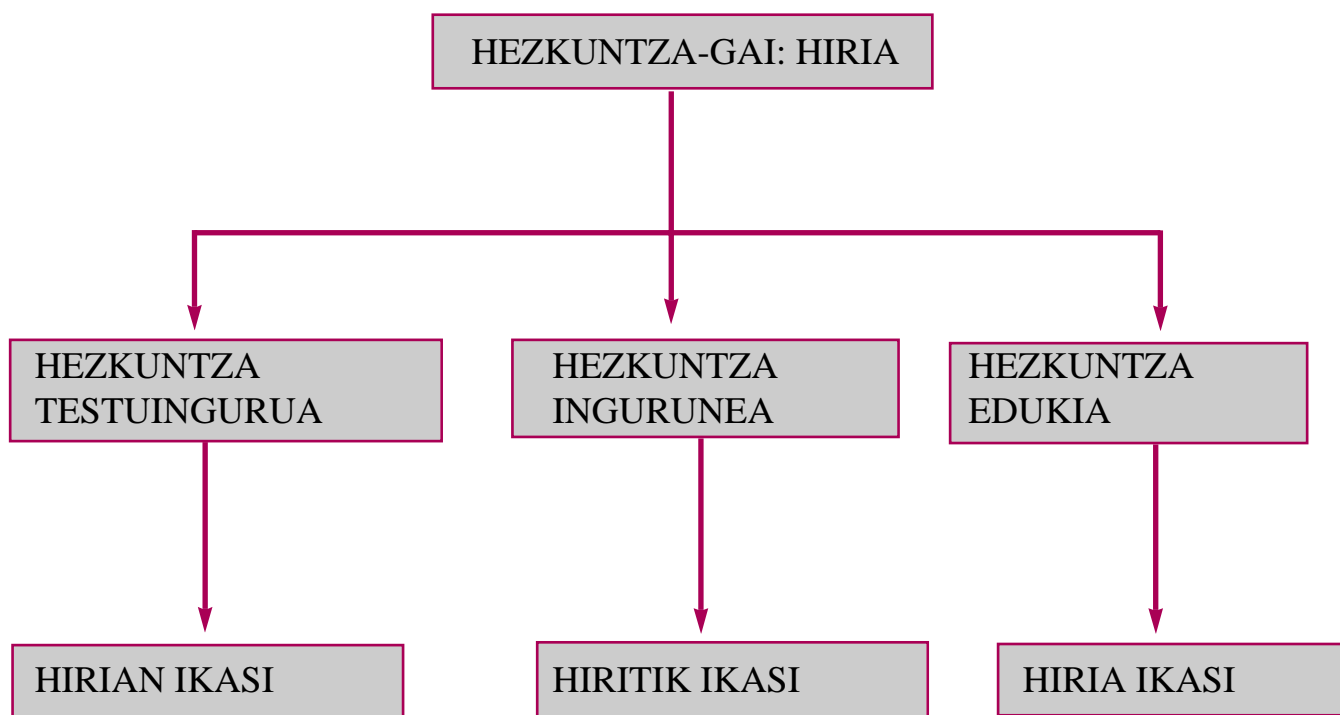 HEZKUNTZA-GAI: HIRIA
HEZKUNTZA
TESTUINGURUA
HEZKUNTZA
INGURUNEA
HEZKUNTZA
EDUKIA
HIRIAN IKASI
HIRITIK IKASI
HIRIA IKASI